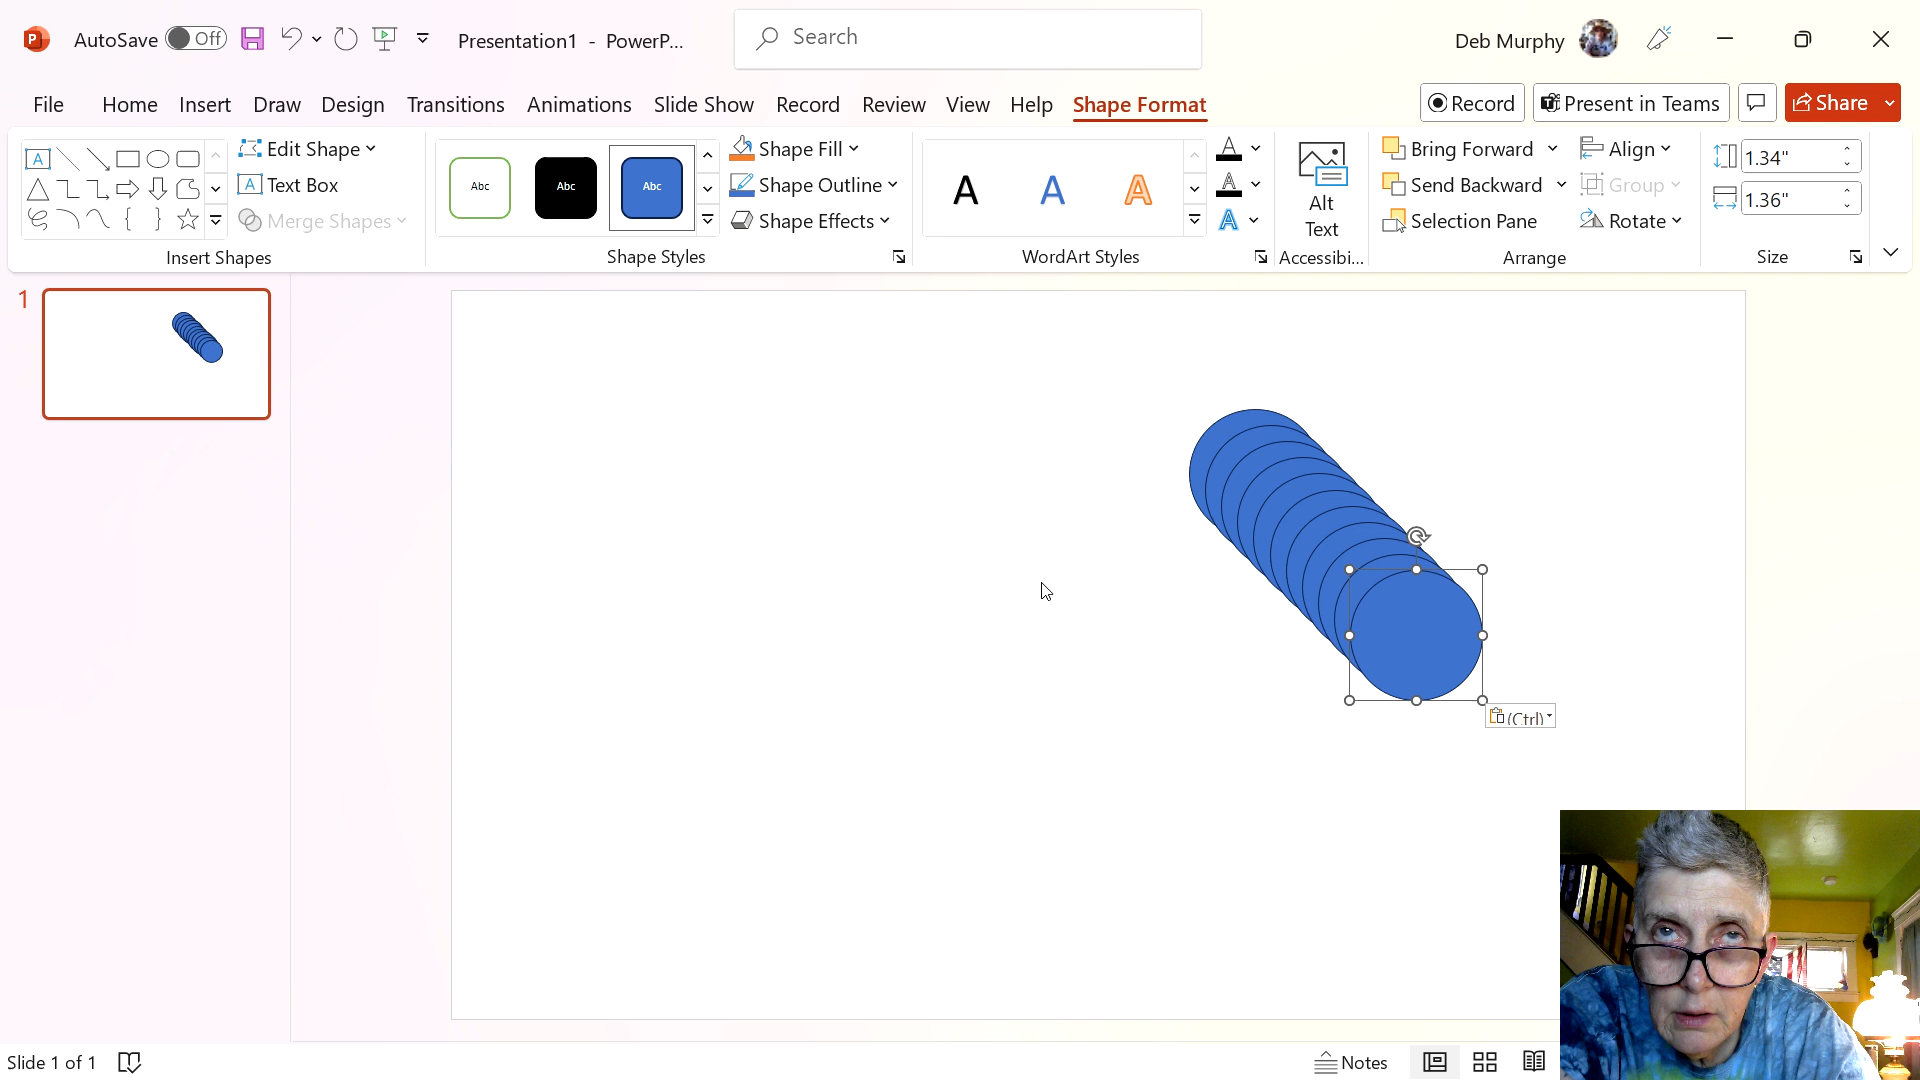 AutoSave Off Presentation1 - PowerP... Search Deb Murphy
File Home Insert Draw Design Transitions Animations Slide Show Record Review View Help Shape Format Record Present in Teams Share
A Edit Shape Abc Abc Abc Shape Fill A A A A Bring Forward Align 1.34"
A Text Box Shape Outline A Send Backward Group 1.36"
Merge Shapes Shape Effects A Alt Text Selection Pane Rotate
Insert Shapes Shape Styles WordArt Styles Accessibi... Arrange Size
1
(Ctrl)
Slide 1 of 1 Notes